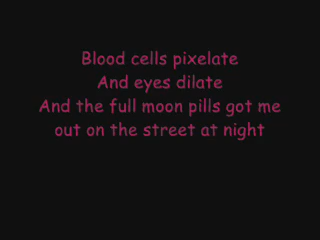 Blood cells pixelate
And eyes dilate
And the full moon pills got me
out on the street at night